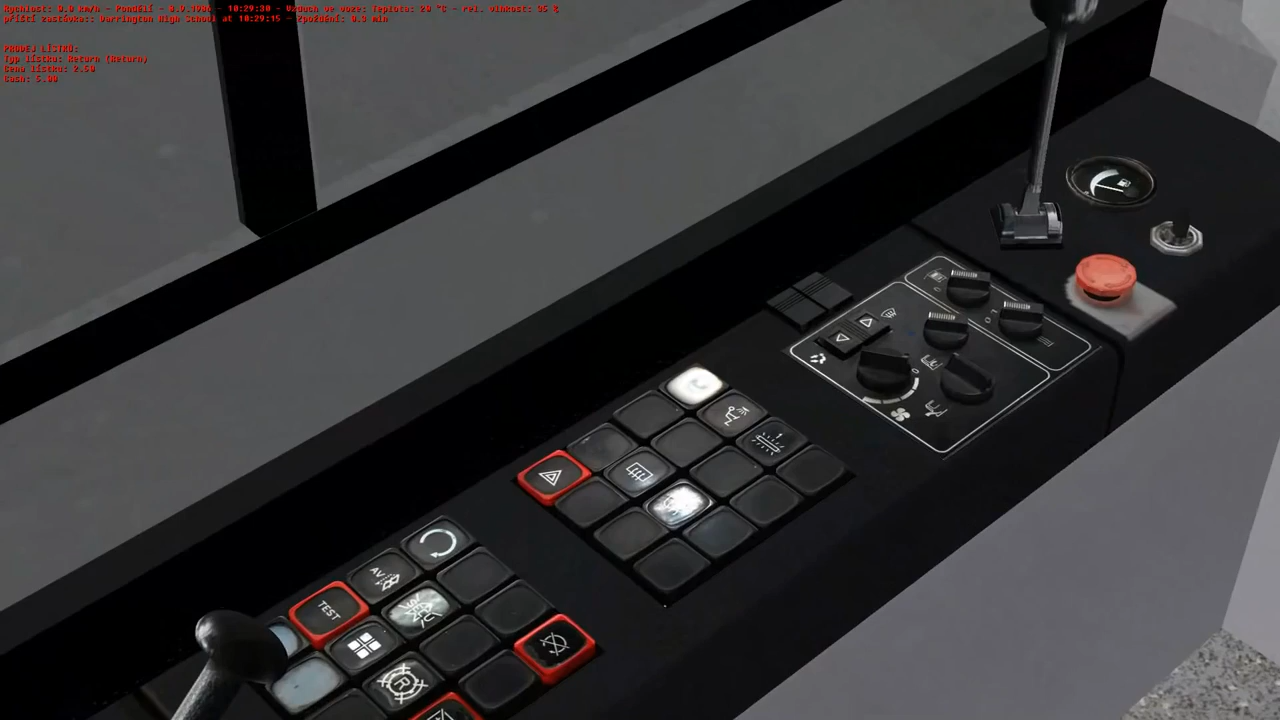 Rychlost: 0.0 km/h - Pondělí - 8.9.1986 - 10:29:30 - Vzduch ve voze: Teplota: 20 °C - rel. vlhkost: 35 %
příští zastávka:: Warrington High School at 10:29:15 - Zpoždění: 0.3 min
PRODEJ LÍSTKŮ:
Typ lístku: Return (Return)
Cena lístku: 2.50
Cash: 5.00
AV
TEST
R